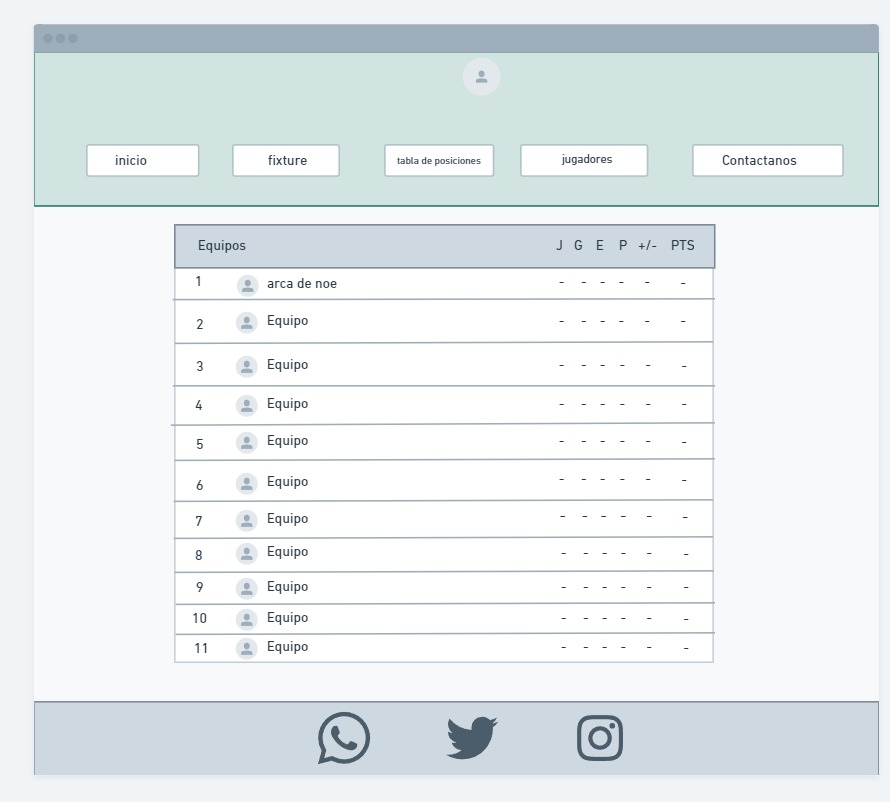 inicio fixture tabla de posiciones jugadores Contactanos
Equipos J G E P +/- PTS
1 arca de noe - - - - - -
2 Equipo - - - - - -
3 Equipo - - - - - -
4 Equipo - - - - - -
5 Equipo - - - - - -
6 Equipo - - - - - -
7 Equipo - - - - - -
8 Equipo - - - - - -
9 Equipo - - - - - -
10 Equipo - - - - - -
11 Equipo - - - - - -